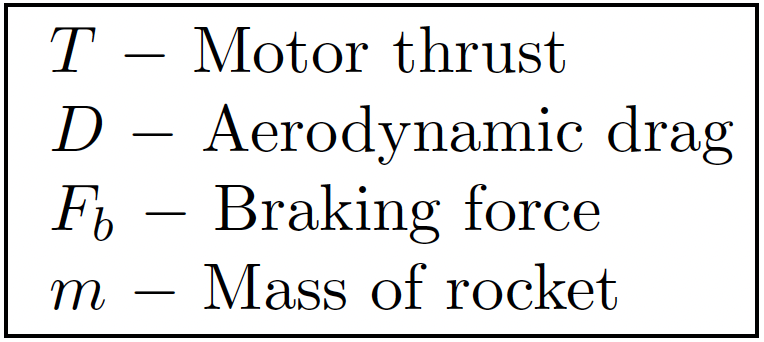 T − Motor thrust
D − Aerodynamic drag
F_b − Braking force
m − Mass of rocket